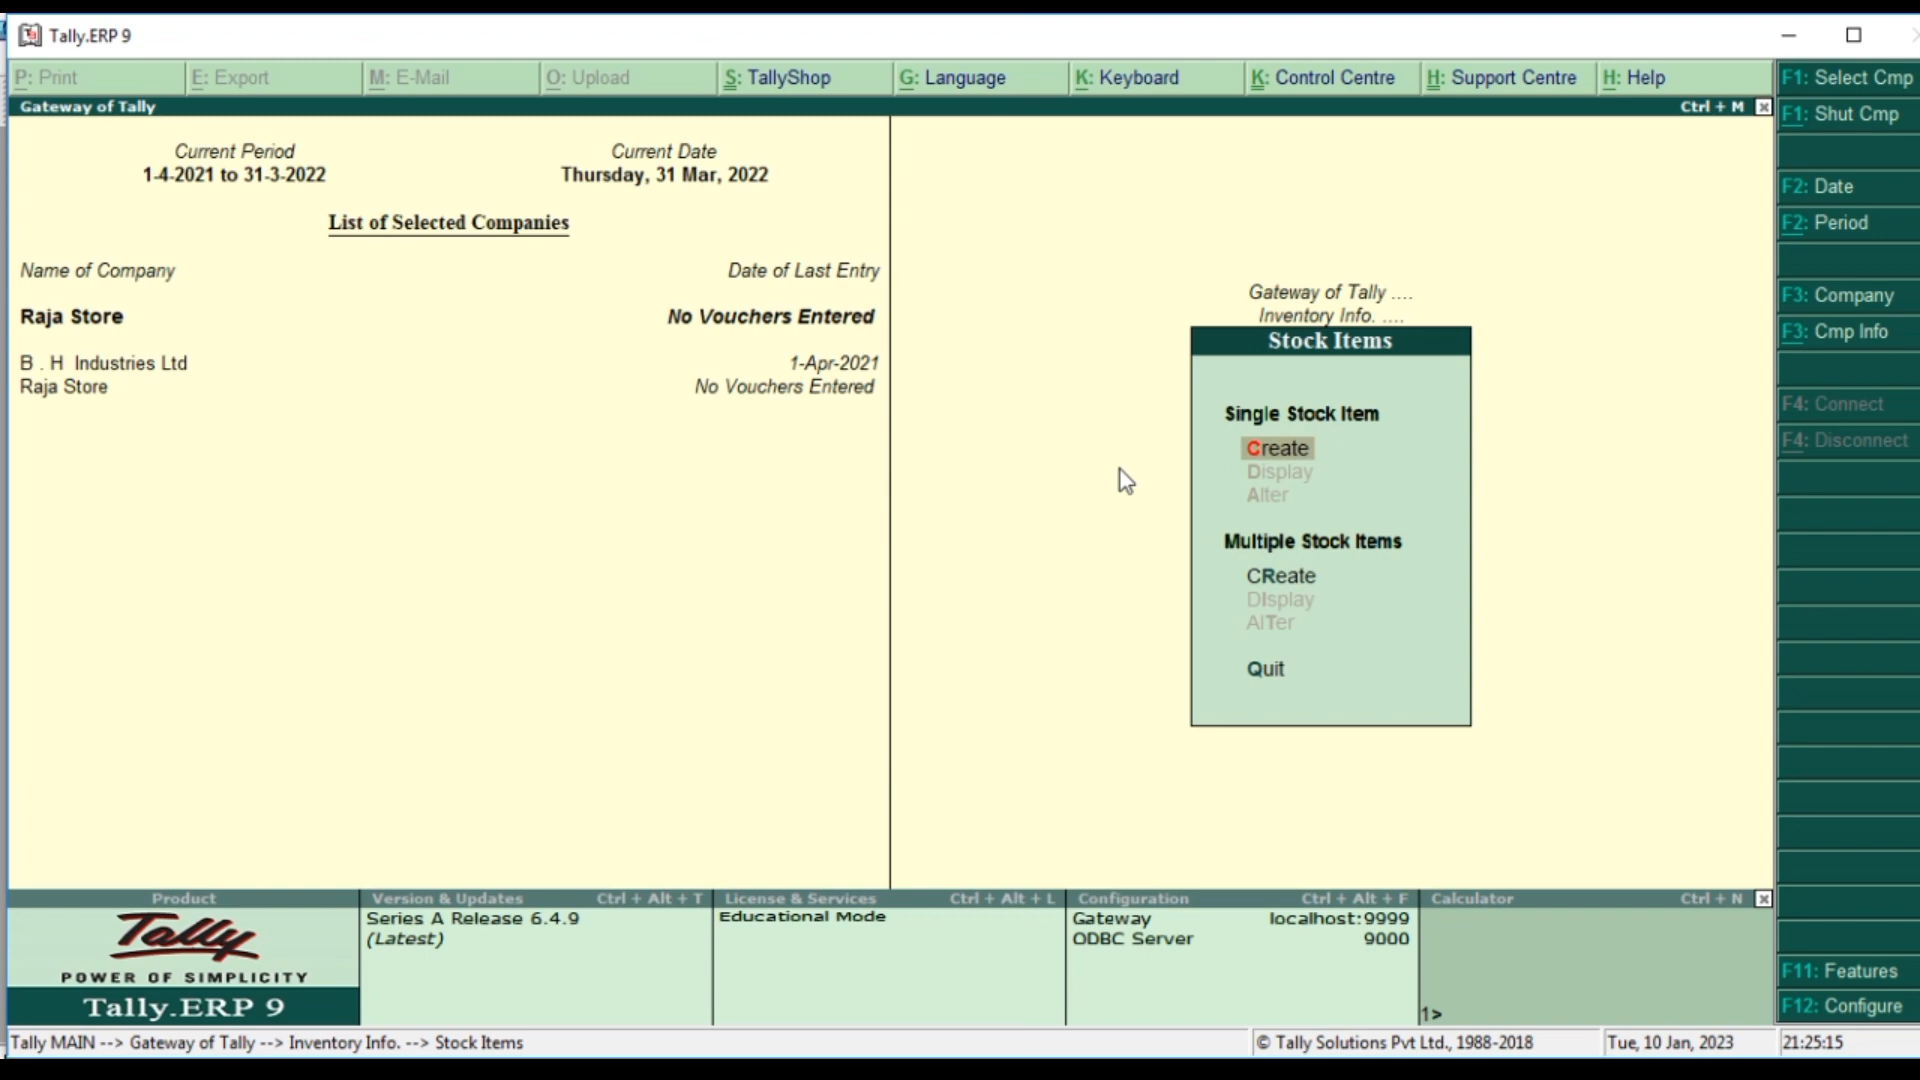 Tally.ERP 9
P: Print E: Export M: E-Mail O: Upload S: TallyShop G: Language K: Keyboard K: Control Centre H: Support Centre H: Help
Gateway of Tally Ctrl + M
Current Period Current Date
1-4-2021 to 31-3-2022 Thursday, 31 Mar, 2022
List of Selected Companies
Name of Company Date of Last Entry
Raja Store No Vouchers Entered
B . H Industries Ltd 1-Apr-2021
Raja Store No Vouchers Entered
Gateway of Tally ....
Inventory Info. ....
Stock Items
Single Stock Item
Create
Display
Alter
Multiple Stock Items
CReate
DIsplay
AlTer
Quit
F1: Select Cmp
F1: Shut Cmp
F2: Date
F2: Period
F3: Company
F3: Cmp Info
F4: Connect
F4: Disconnect
F11: Features
F12: Configure
Product
Tally
POWER OF SIMPLICITY
Tally.ERP 9
Version & Updates Ctrl + Alt + T
Series A Release 6.4.9
(Latest)
License & Services Ctrl + Alt + L
Educational Mode
Configuration Ctrl + Alt + F
Gateway localhost:9999
ODBC Server 9000
Calculator Ctrl + N
1>
Tally MAIN --> Gateway of Tally --> Inventory Info. --> Stock Items © Tally Solutions Pvt Ltd., 1988-2018 Tue, 10 Jan, 2023 21:25:15